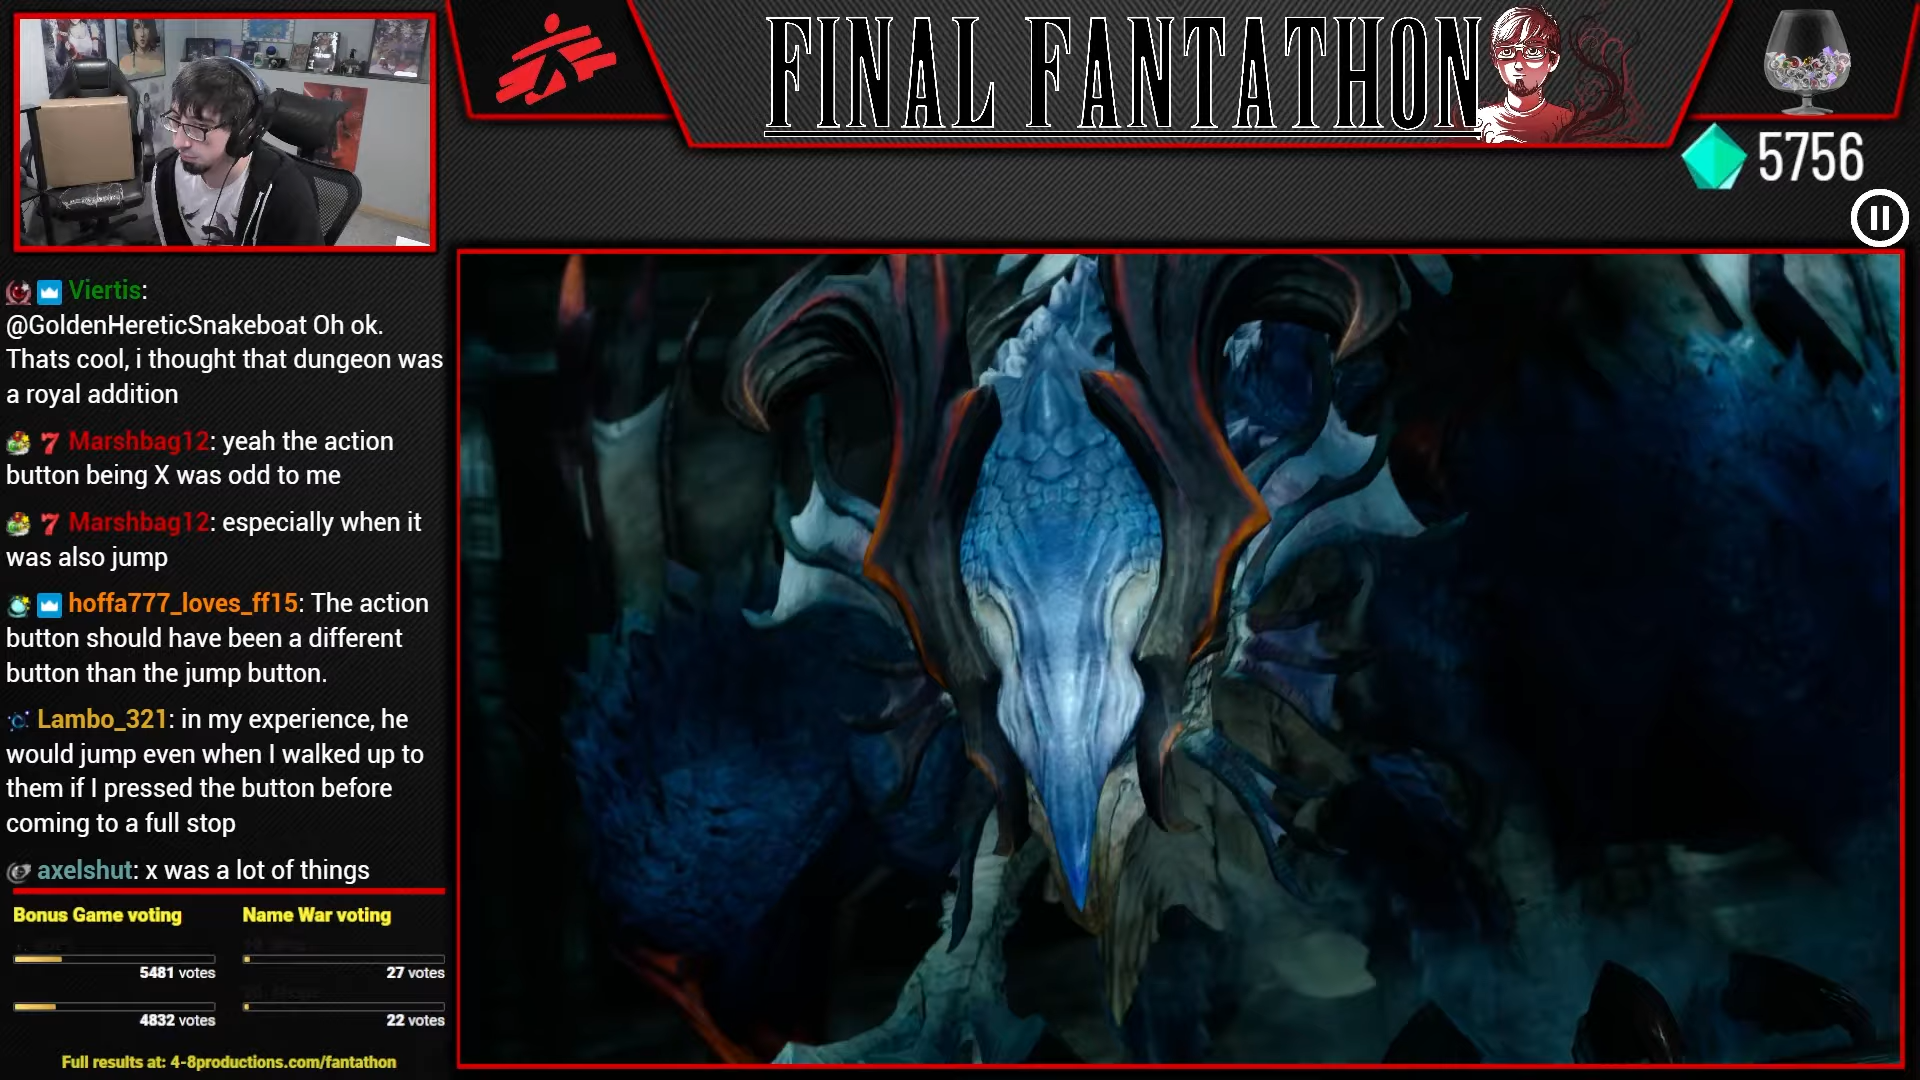 FINAL FANTATHON
5756
Viertis:
@GoldenHereticSnakeboat Oh ok.
Thats cool, i thought that dungeon was
a royal addition
Marshbag12: yeah the action
button being X was odd to me
Marshbag12: especially when it
was also jump
hoffa777_loves_ff15: The action
button should have been a different
button than the jump button.
Lambo_321: in my experience, he
would jump even when I walked up to
them if I pressed the button before
coming to a full stop
axelshut: x was a lot of things
Bonus Game voting
Name War voting
5481 votes
27 votes
4832 votes
22 votes
Full results at: 4-8productions.com/fantathon